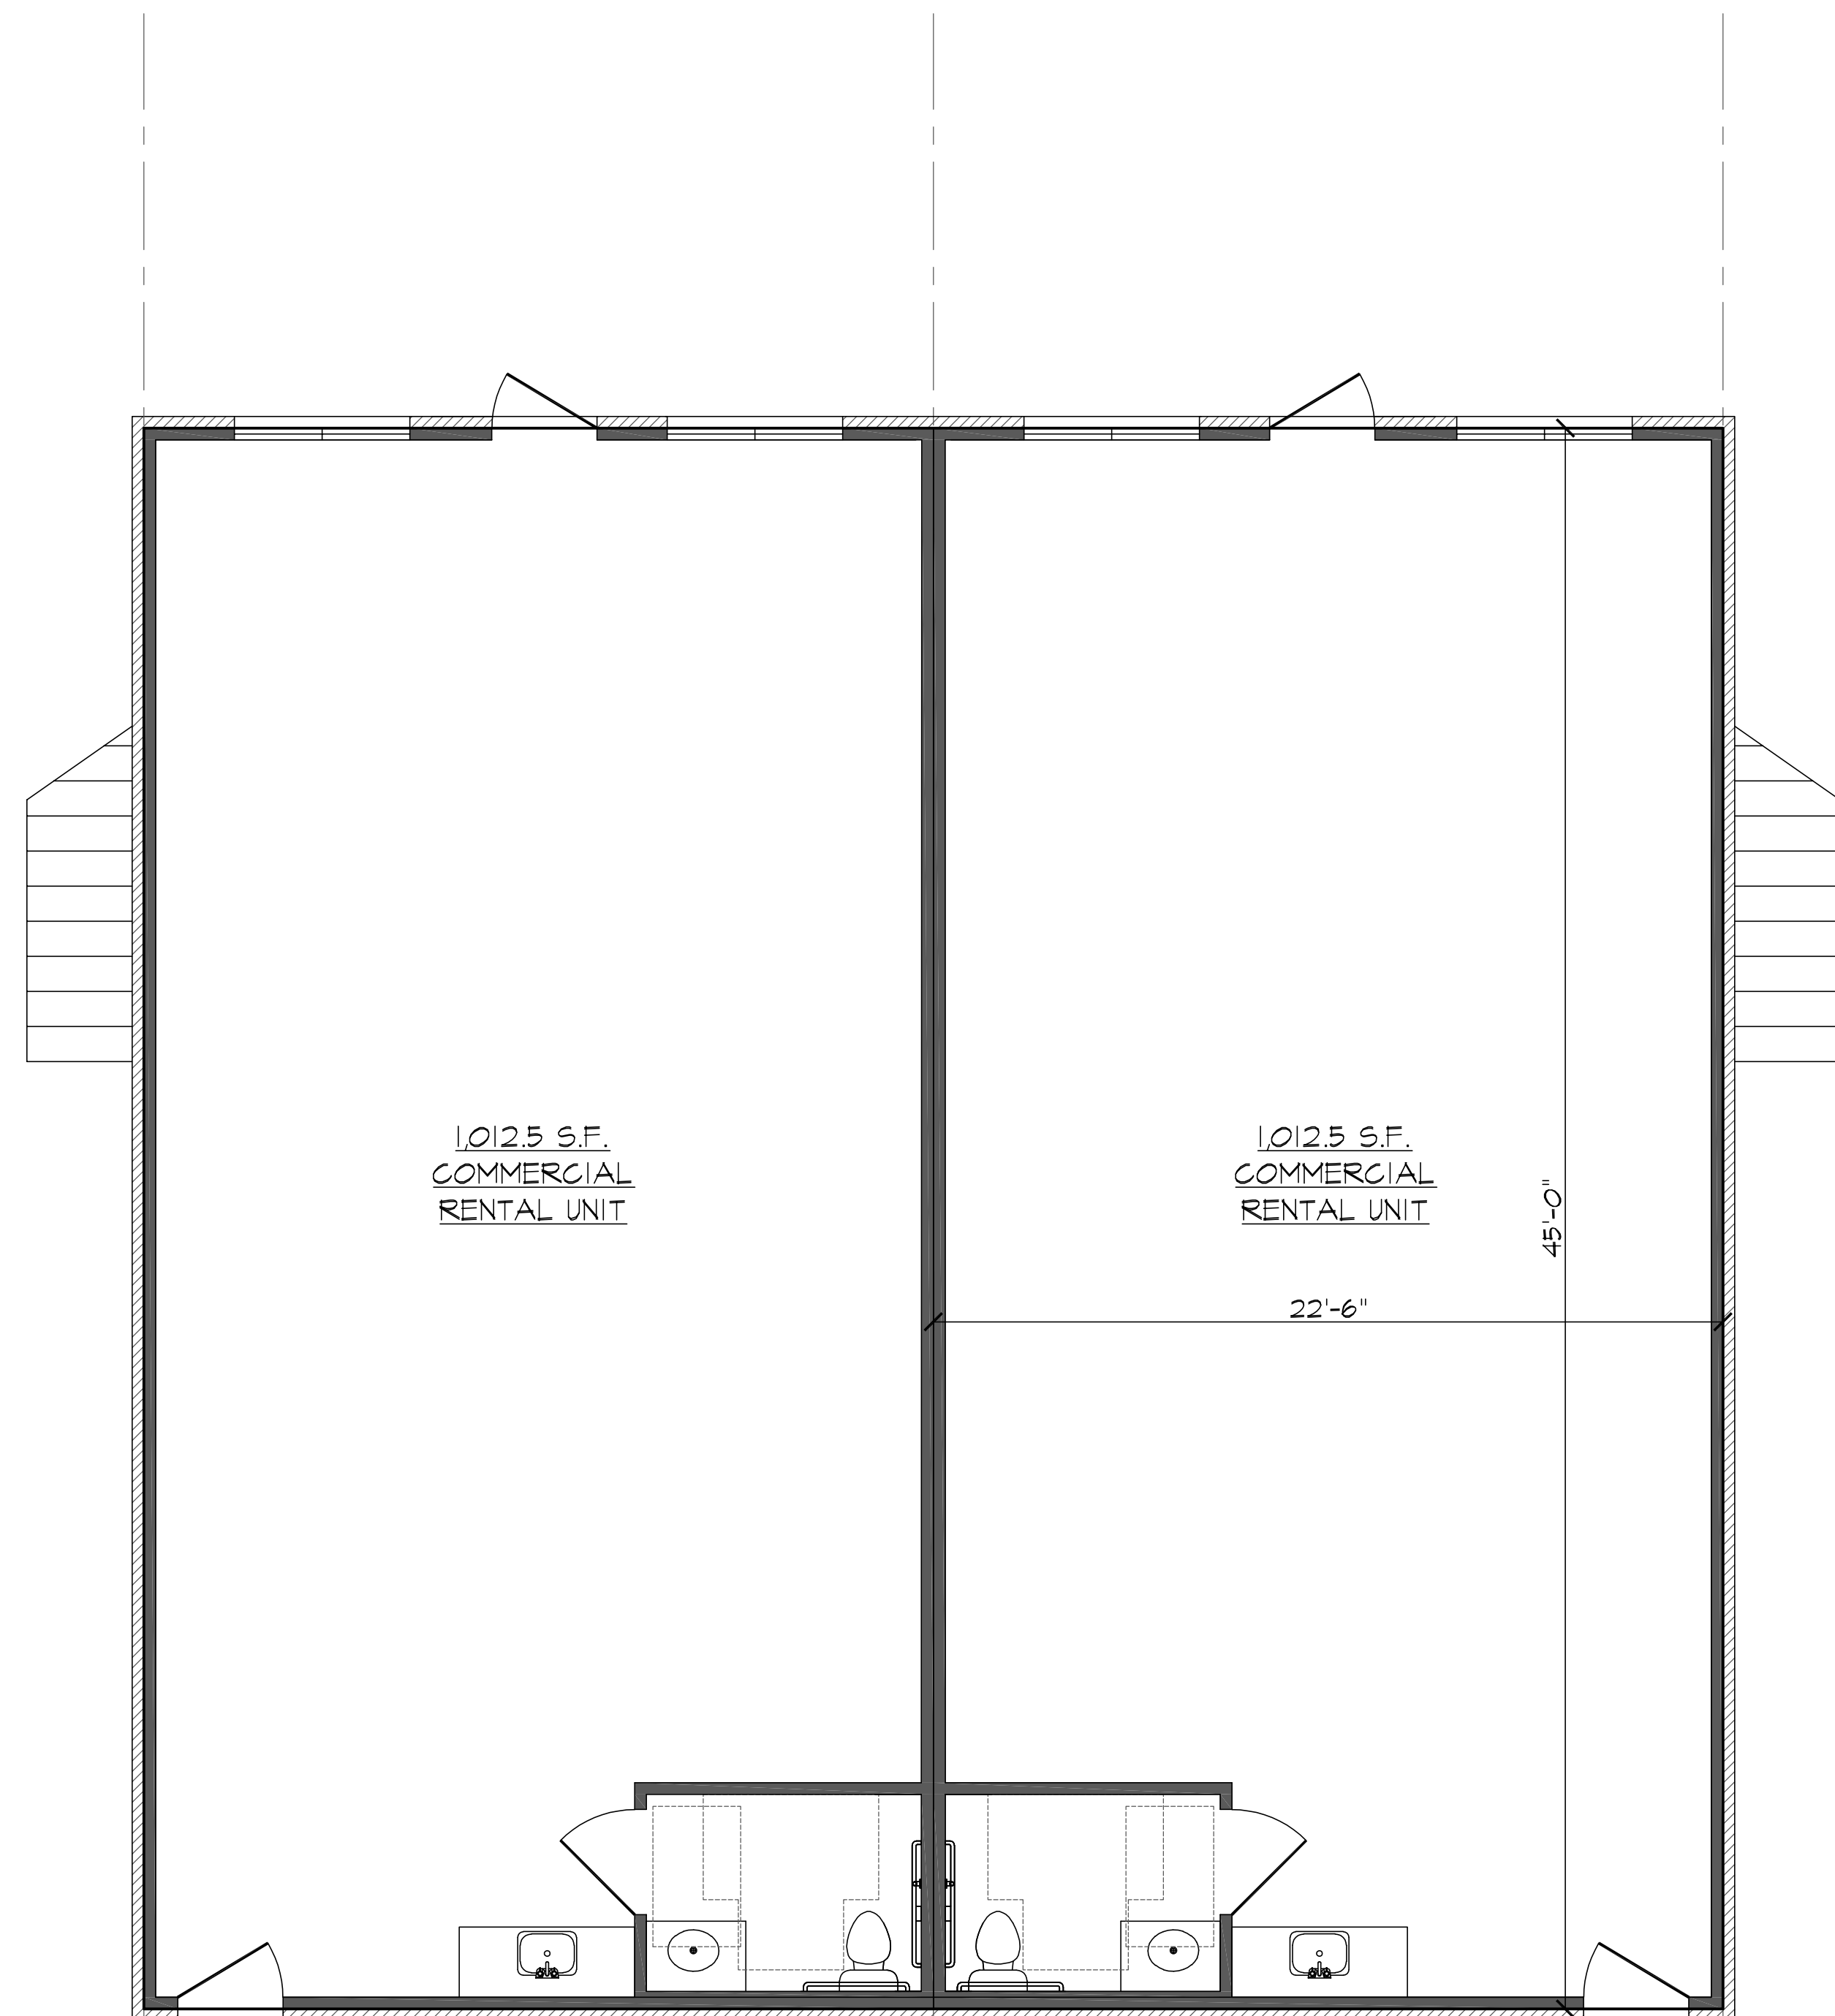 1,012.5 S.F.
COMMERCIAL
RENTAL UNIT
1,012.5 S.F.
COMMERCIAL
RENTAL UNIT
45'-0"
22'-6"